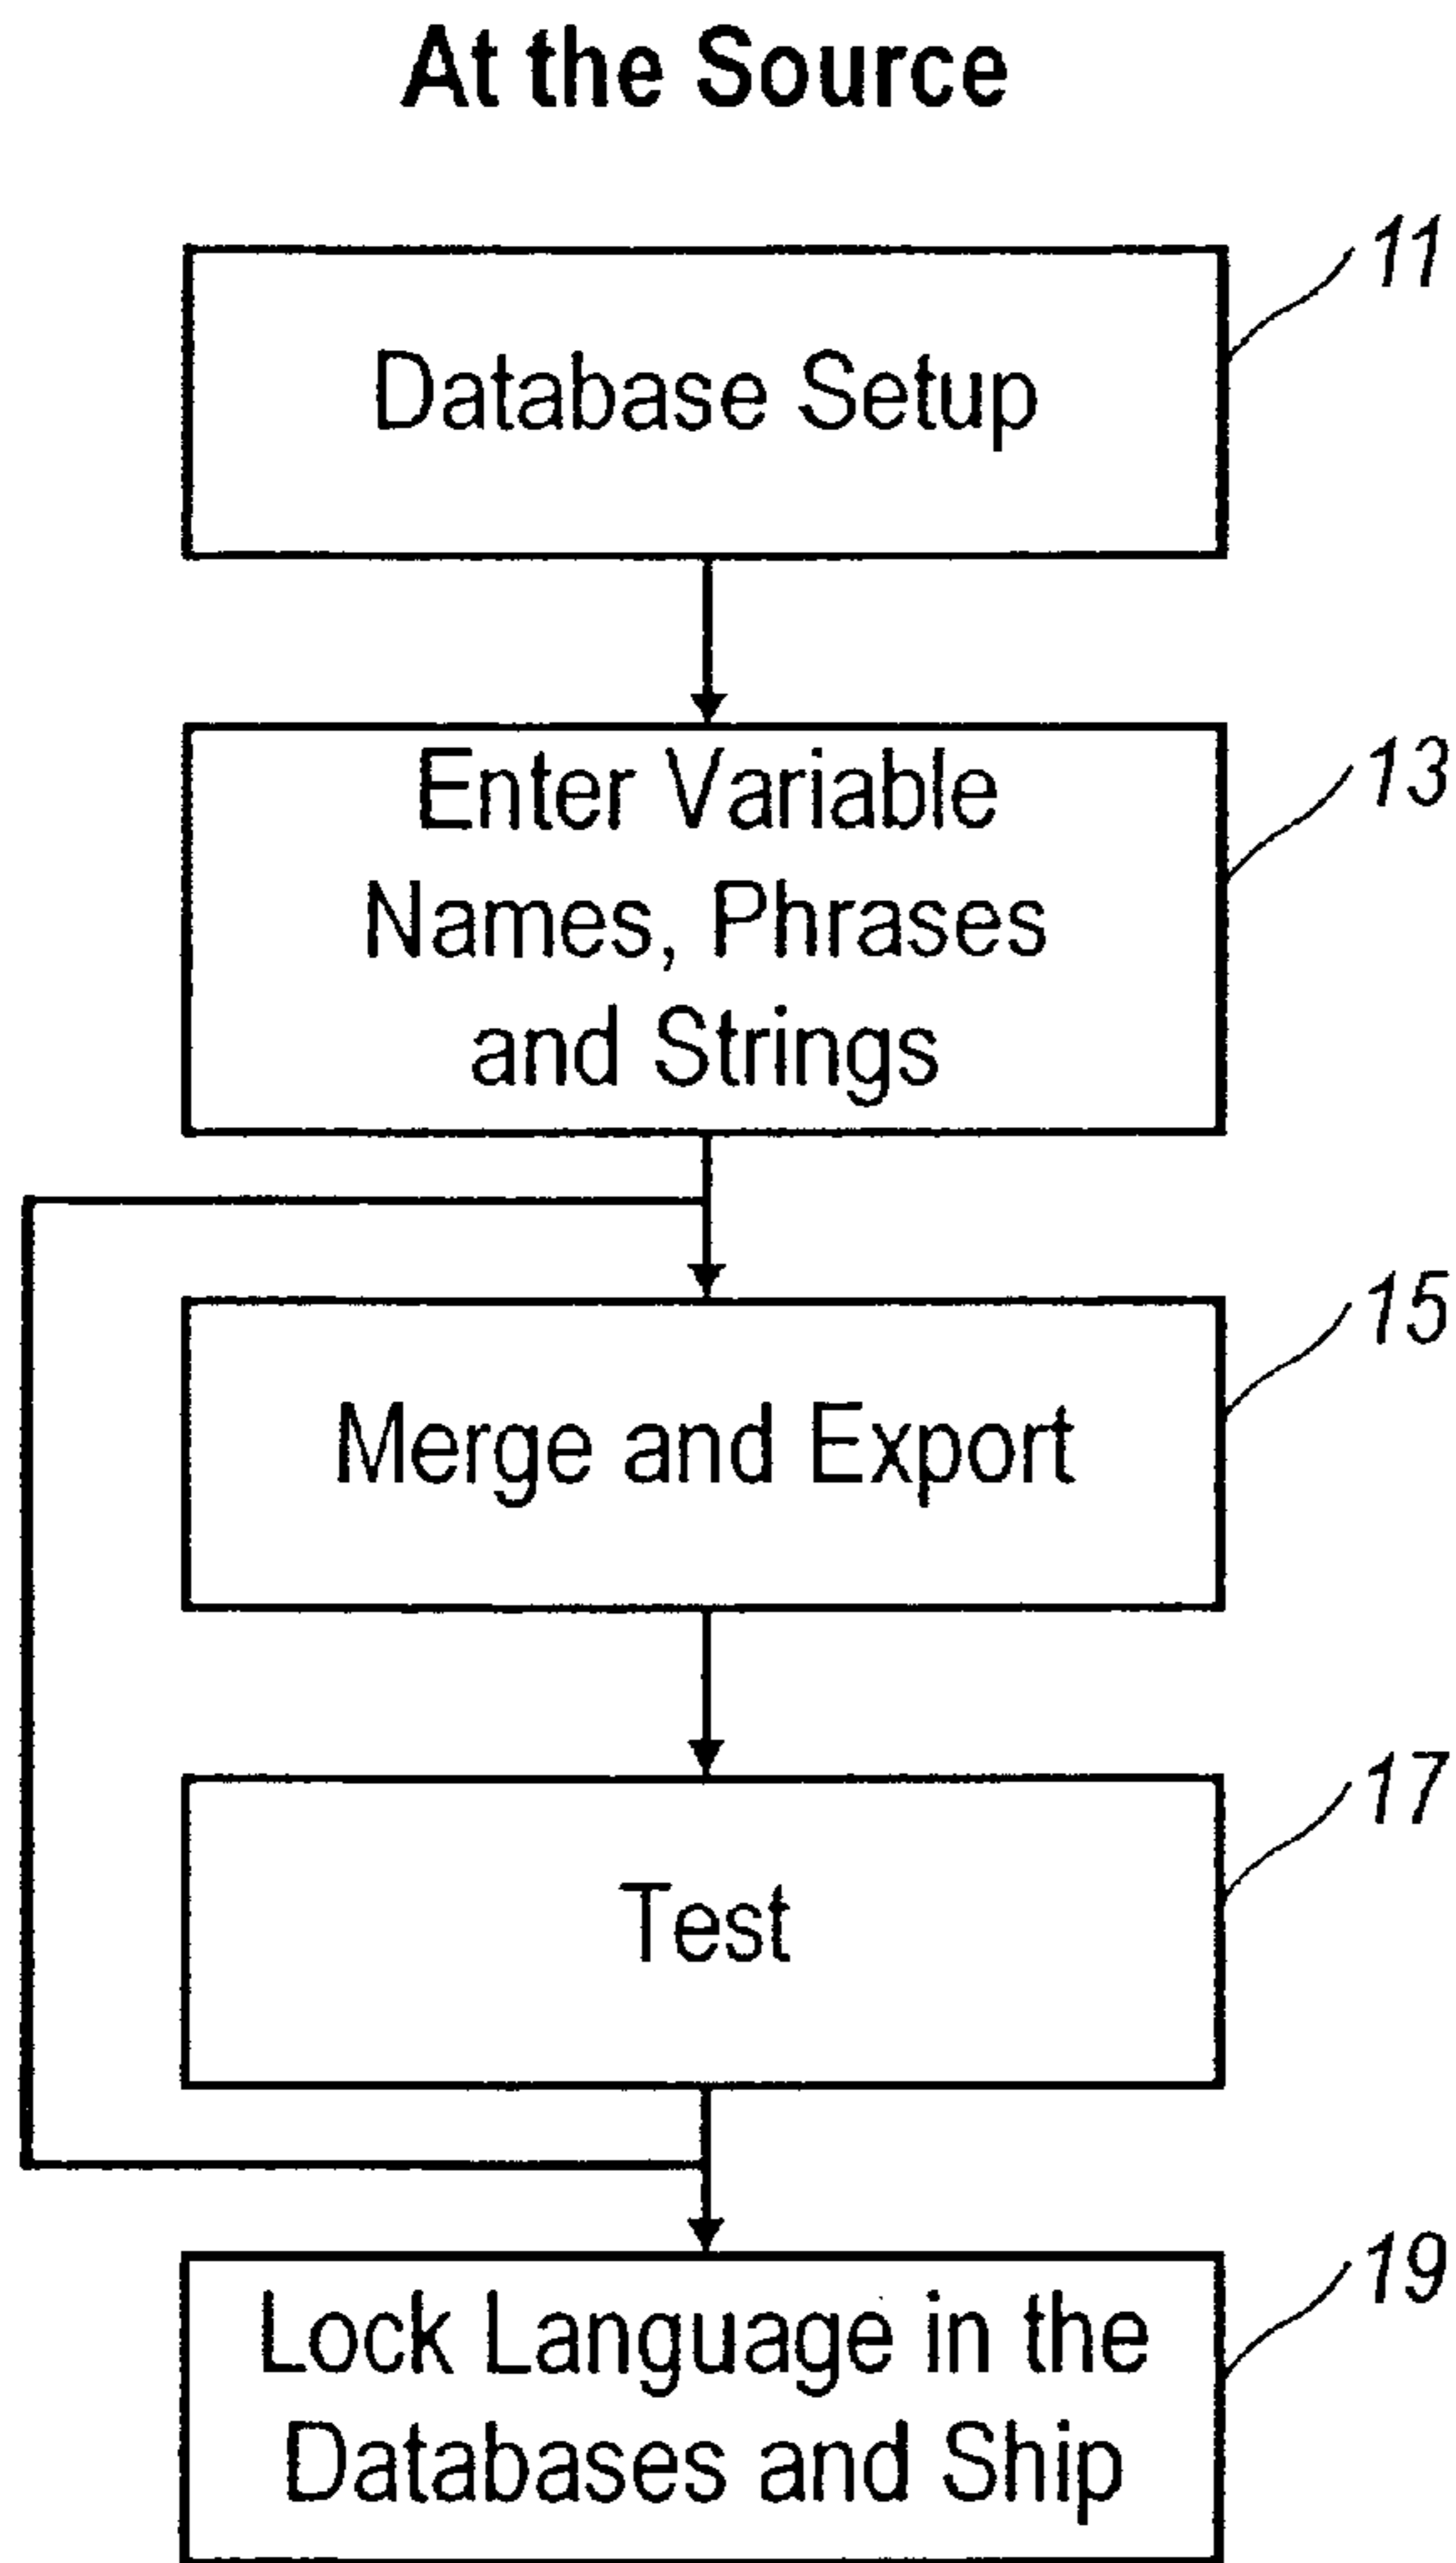 At the Source
11
Database Setup
13
Enter Variable
Names, Phrases
and Strings
15
Merge and Export
17
Test
19
Lock Language in the
Databases and Ship